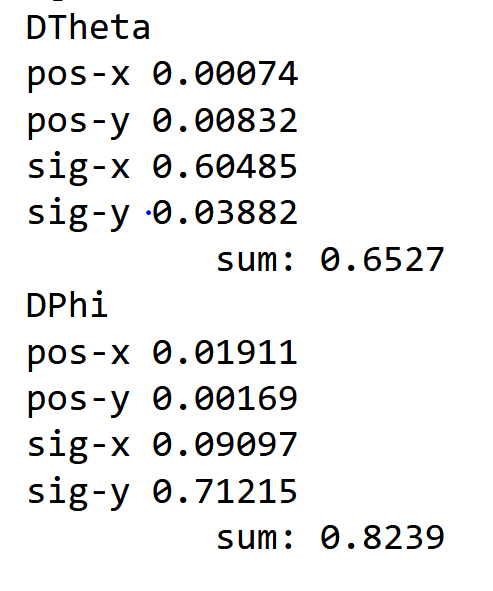 DTheta
pos-x 0.00074
pos-y 0.00832
sig-x 0.60485
sig-y 0.03882
sum: 0.6527
DPhi
pos-x 0.01911
pos-y 0.00169
sig-x 0.09097
sig-y 0.71215
sum: 0.8239